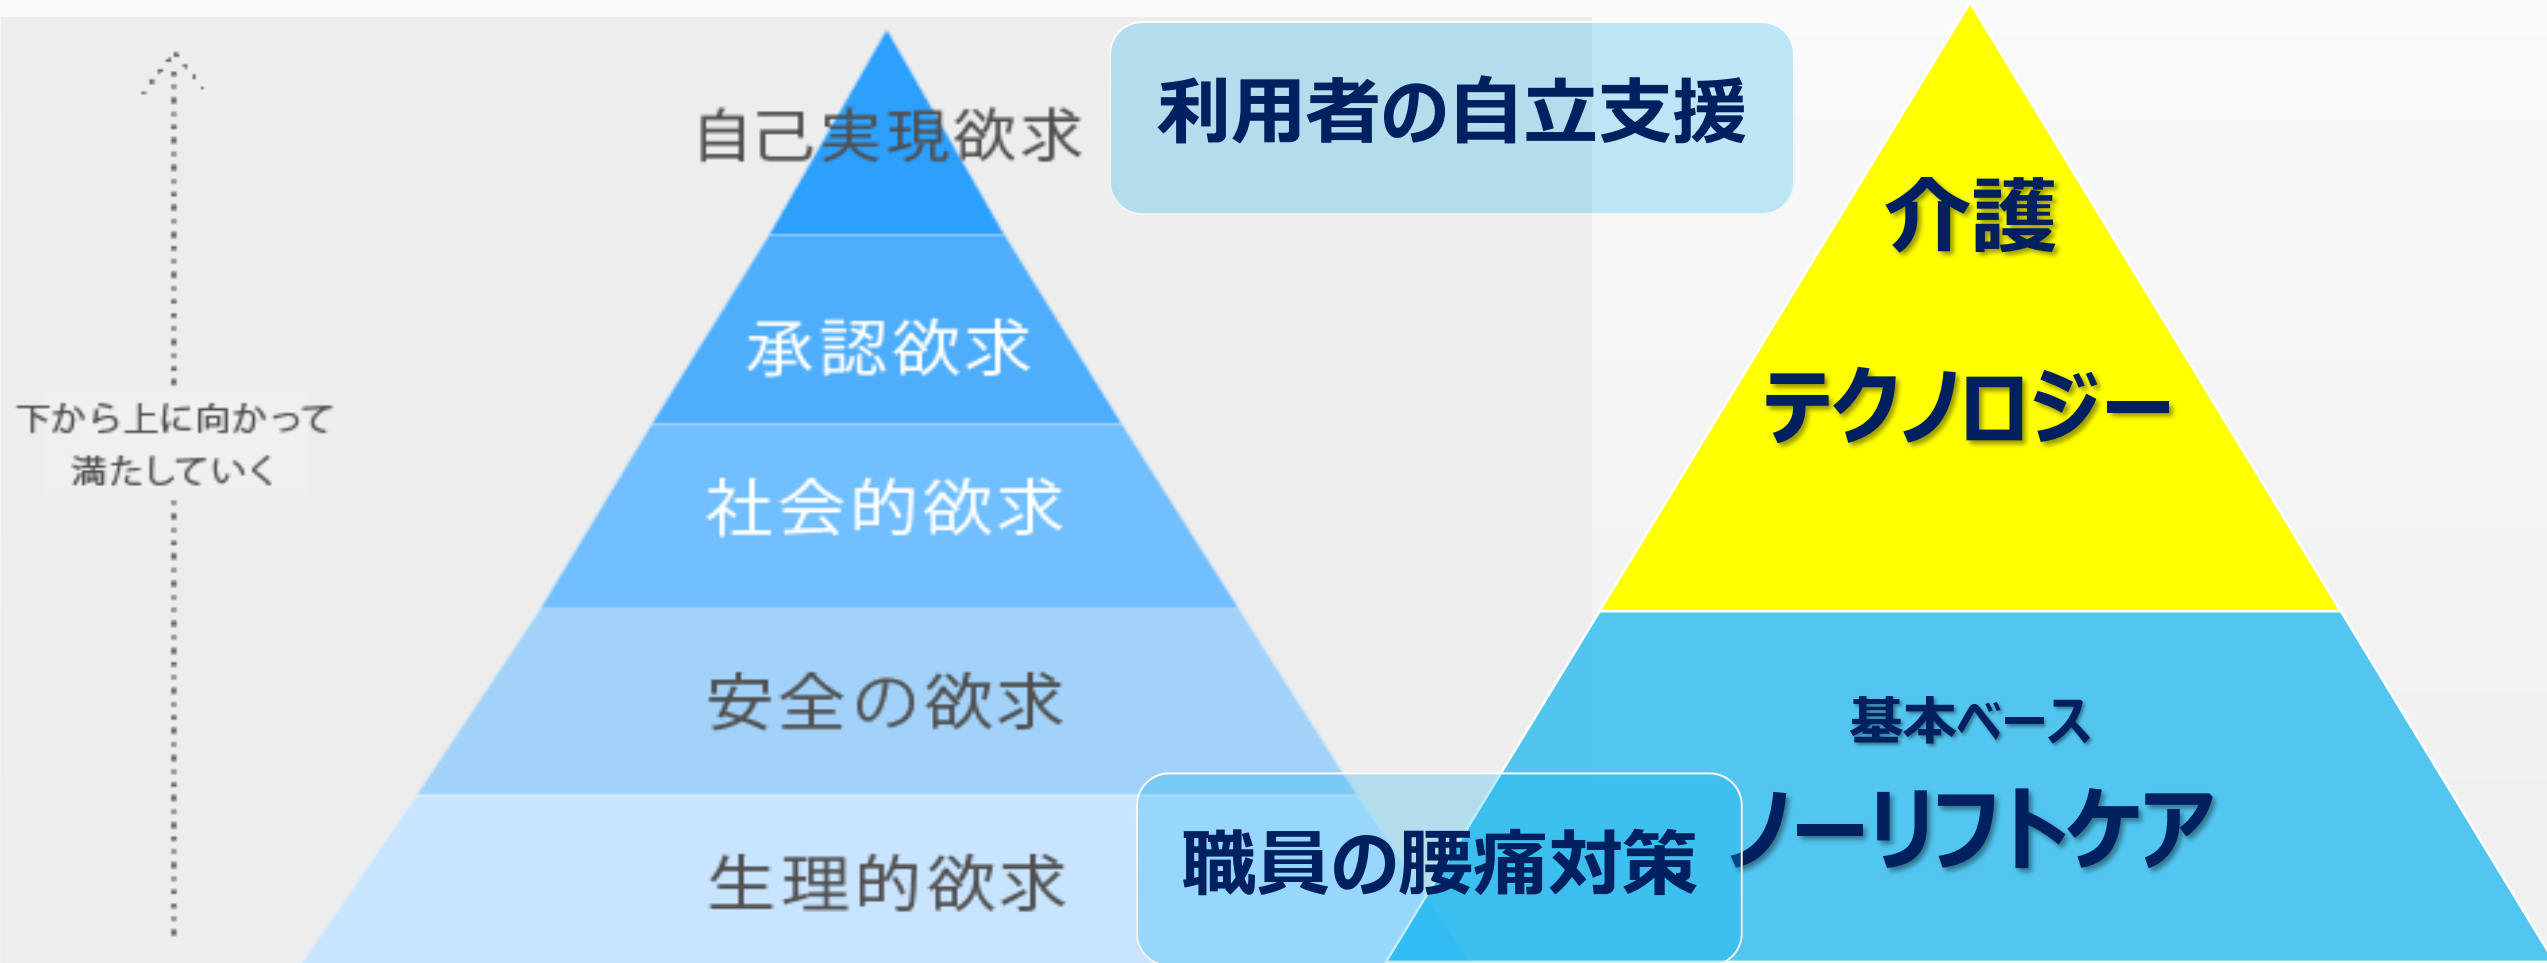 自己実現欲求
承認欲求
社会的欲求
安全の欲求
生理的欲求
下から上に向かって
満たしていく
利用者の自立支援
職員の腰痛対策
介護
テクノロジー
基本ベース
ノーリフトケア